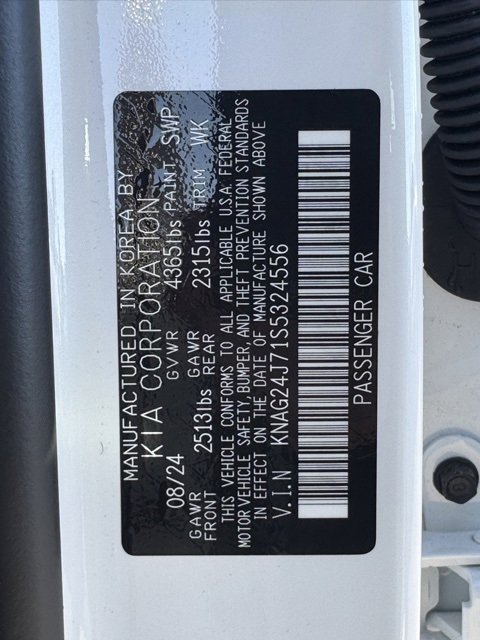 MANUFACTURED IN KOREA BY
KIA CORPORATION
08/24 GVWR 4365lbs PAINT SWP
GAWR FRONT 2513lbs GAWR REAR 2315lbs TRIM WK
THIS VEHICLE CONFORMS TO ALL APPLICABLE U.S.A. FEDERAL
MOTOR VEHICLE SAFETY, BUMPER, AND THEFT PREVENTION STANDARDS
IN EFFECT ON THE DATE OF MANUFACTURE SHOWN ABOVE
V.I.N KNAG24J71S5324556
PASSENGER CAR